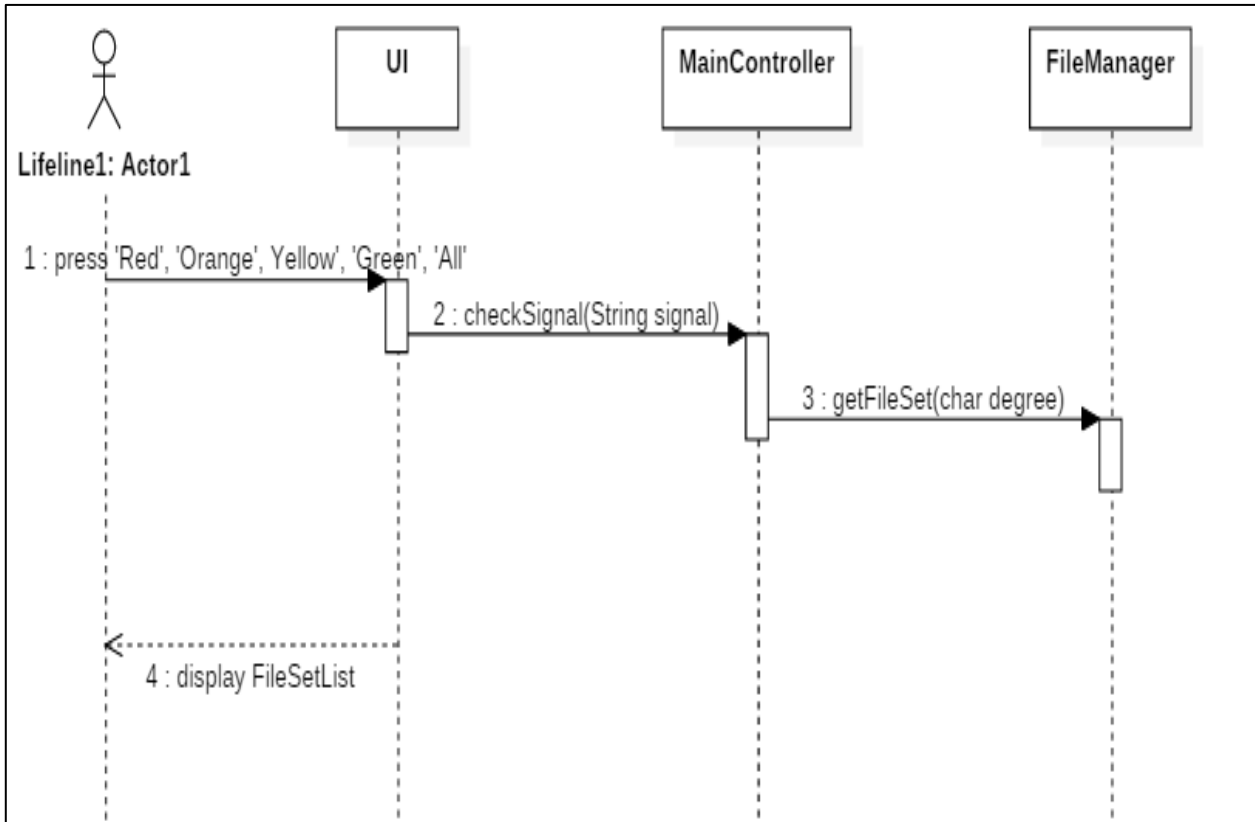 UI
MainController
FileManager
Lifeline1: Actor1
1 : press 'Red', 'Orange', Yellow', 'Green', 'All'
2 : checkSignal(String signal)
3 : getFileSet(char degree)
4 : display FileSetList